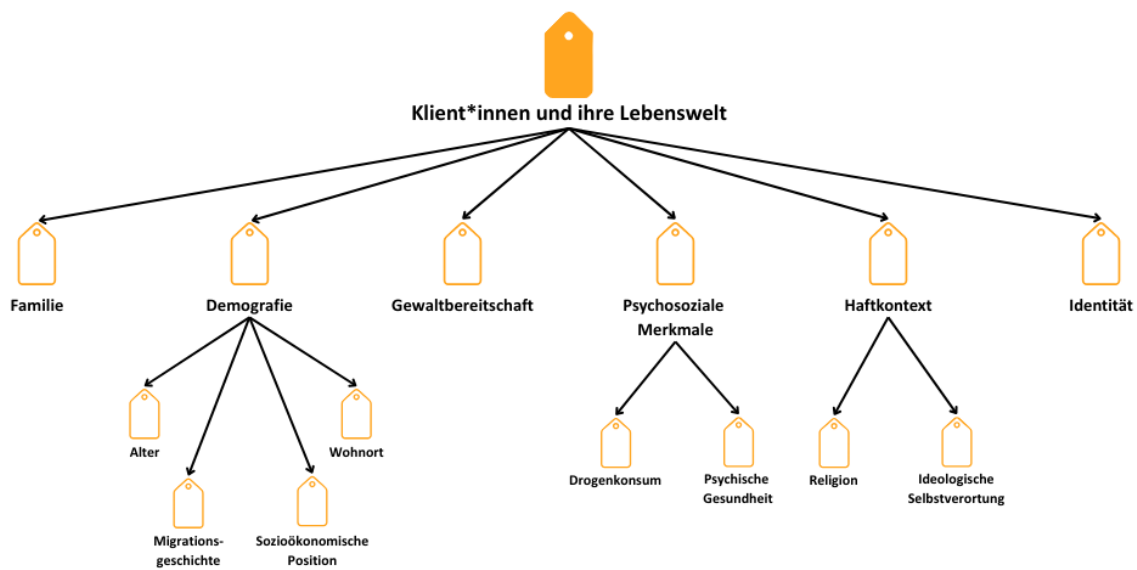 Klient*innen und ihre Lebenswelt
Familie
Demografie
Gewaltbereitschaft
Psychosoziale
Merkmale
Haftkontext
Identität
Alter
Wohnort
Migrations-
geschichte
Sozioökonomische
Position
Drogenkonsum
Psychische
Gesundheit
Religion
Ideologische
Selbstverortung